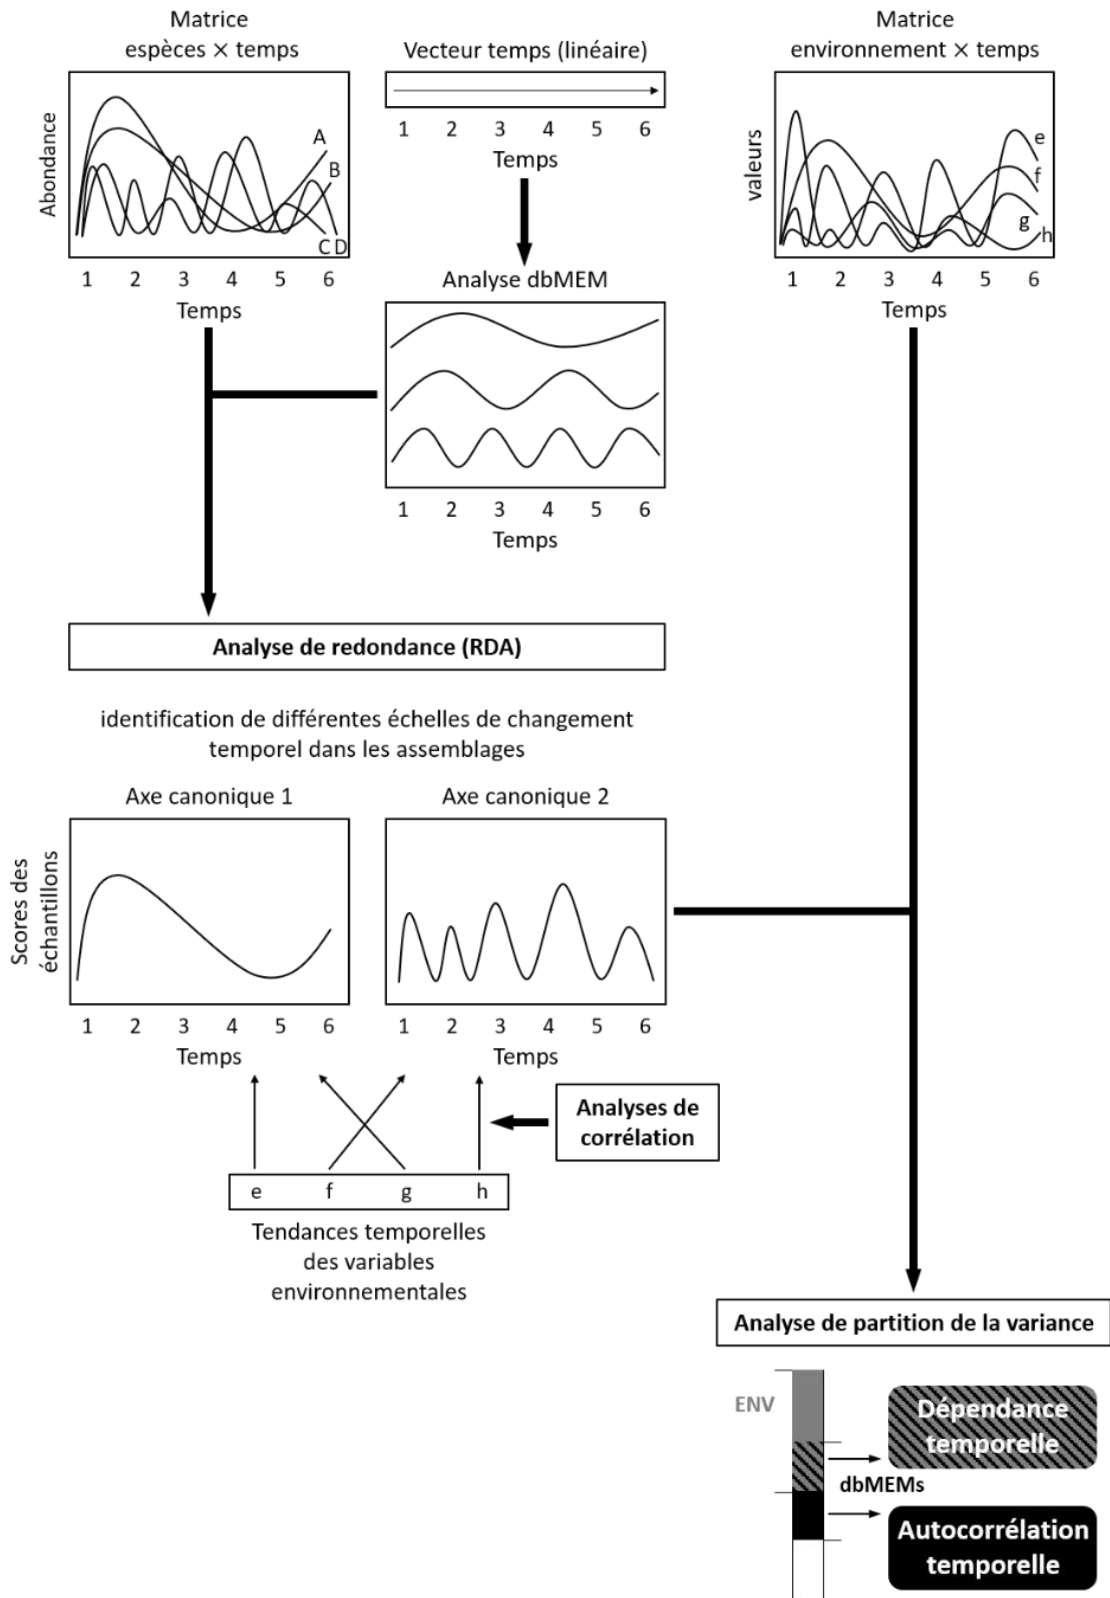 Matrice
espèces × temps
Abondance
A
B
C D
1 2 3 4 5 6
Temps
Vecteur temps (linéaire)
1 2 3 4 5 6
Temps
Matrice
environnement × temps
valeurs
e
f
g
h
1 2 3 4 5 6
Temps
Analyse dbMEM
1 2 3 4 5 6
Temps
Analyse de redondance (RDA)
identification de différentes échelles de changement
temporel dans les assemblages
Axe canonique 1
Scores des
échantillons
1 2 3 4 5 6
Temps
Axe canonique 2
1 2 3 4 5 6
Temps
Analyses de
corrélation
e f g h
Tendances temporelles
des variables
environnementales
Analyse de partition de la variance
ENV
Dépendance
temporelle
dbMEMs
Autocorrélation
temporelle